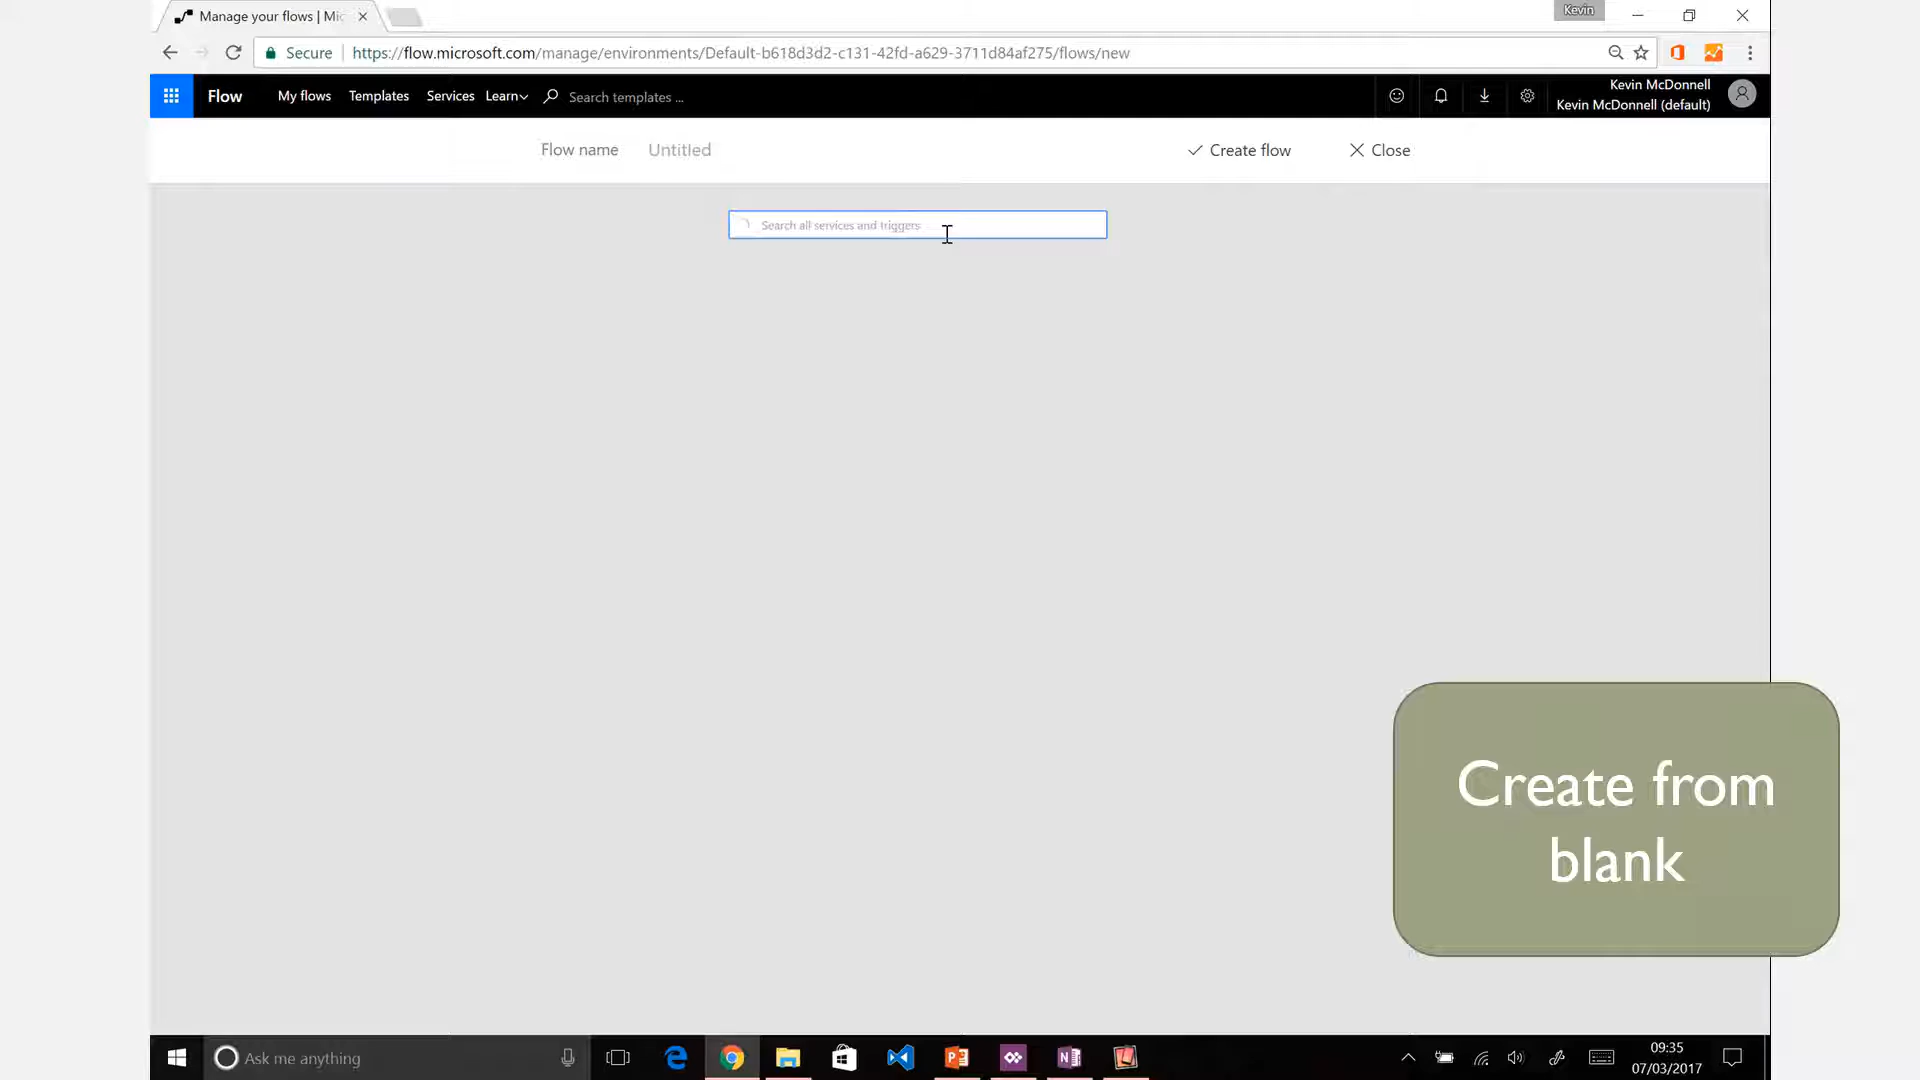 Manage your flows | Mic
Kevin
Secure
https://flow.microsoft.com/manage/environments/Default-b618d3d2-c131-42fd-a629-3711d84af275/flows/new
Flow My flows Templates Services Learn Search templates ...
Kevin McDonnell
Kevin McDonnell (default)
Flow name Untitled Create flow Close
Search all services and triggers
Create from
blank
Ask me anything
09:35
07/03/2017